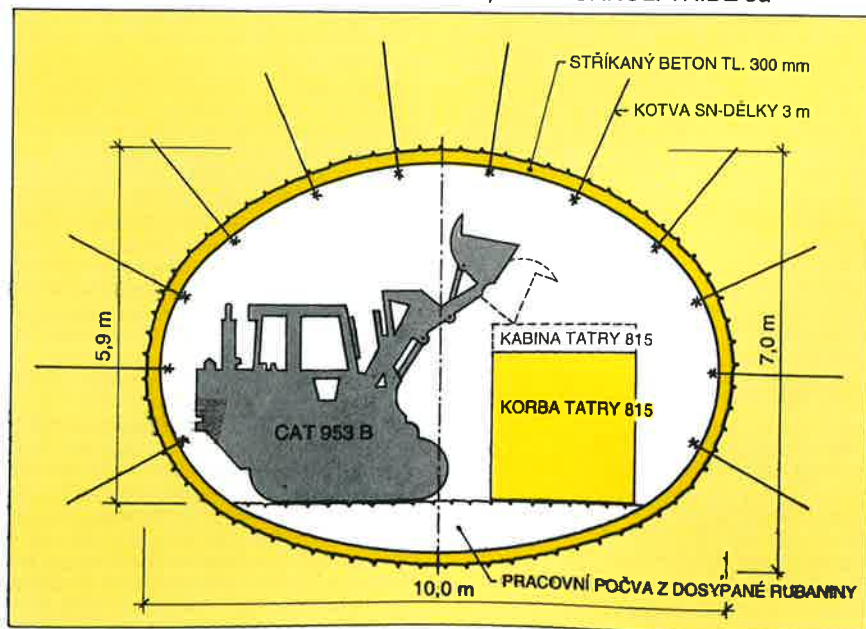 STŘÍKANÝ BETON TL. 300 mm
KOTVA SN-DÉLKY 3 m
5,9 m
7,0 m
KABINA TATRY 815
KORBA TATRY 815
CAT 953 B
10,0 m
PRACOVNÍ POČVA Z DOSYPANÉ RUBANINY